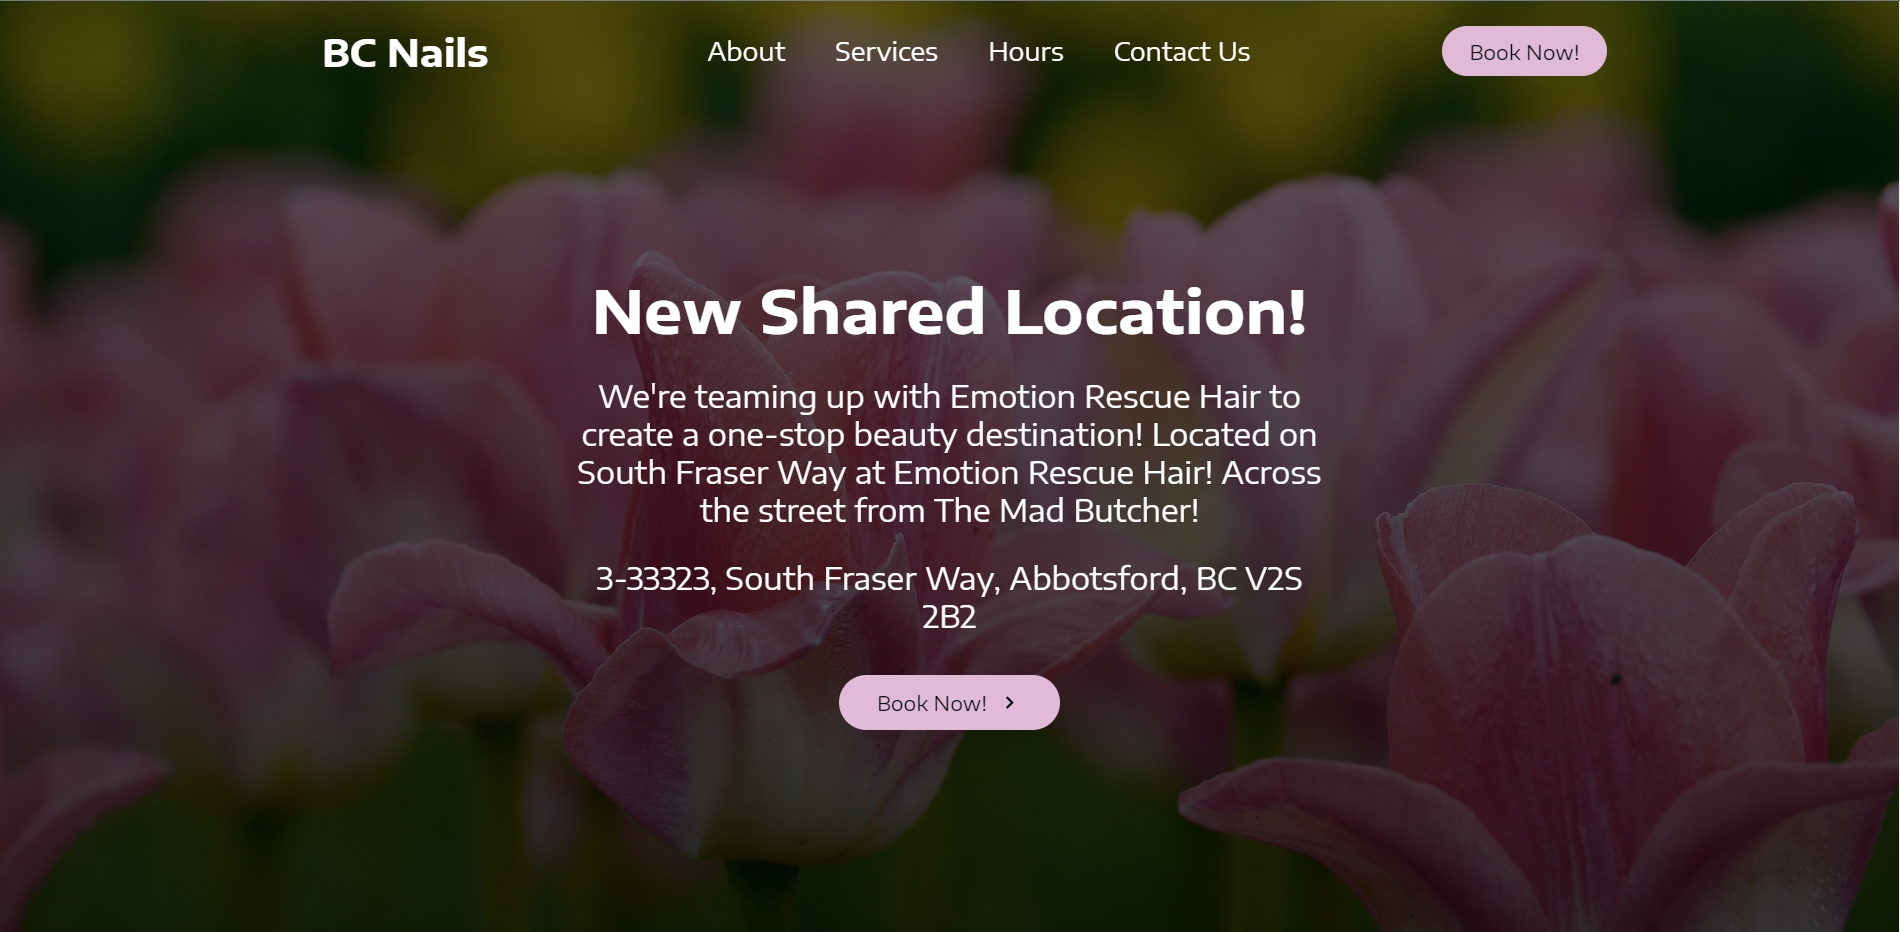 BC Nails
About
Services
Hours
Contact Us
Book Now!
New Shared Location!
We're teaming up with Emotion Rescue Hair to
create a one-stop beauty destination! Located on
South Fraser Way at Emotion Rescue Hair! Across
the street from The Mad Butcher!
3-33323, South Fraser Way, Abbotsford, BC V2S
2B2
Book Now!